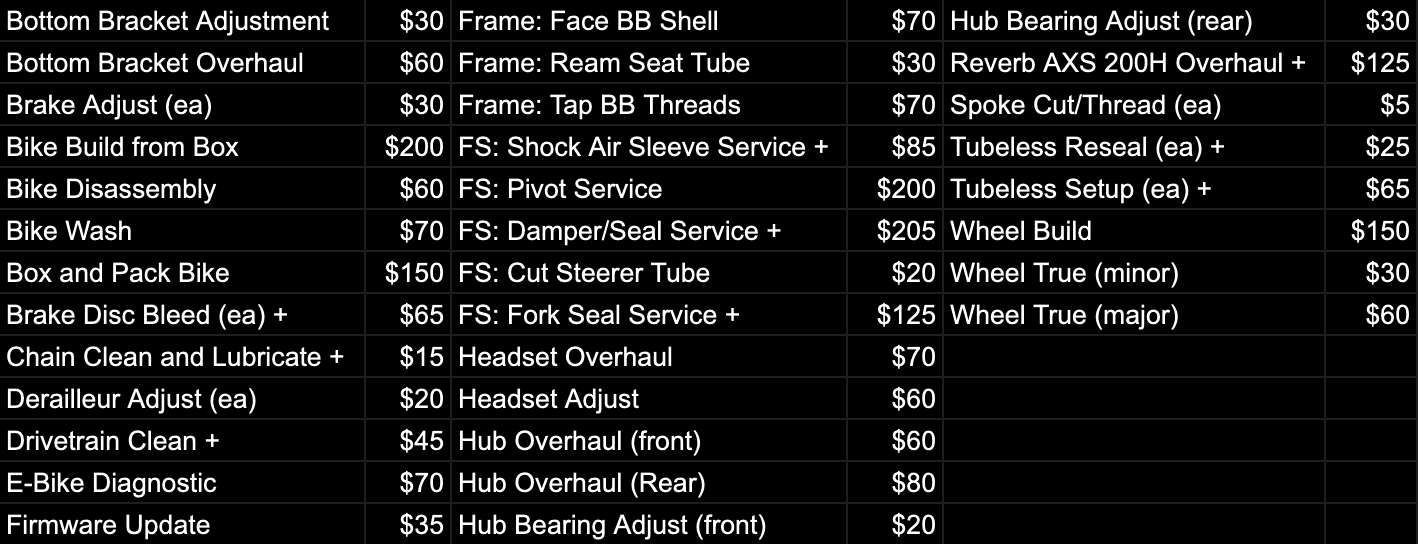 Bottom Bracket Adjustment $30 Frame: Face BB Shell $70 Hub Bearing Adjust (rear) $30
Bottom Bracket Overhaul $60 Frame: Ream Seat Tube $30 Reverb AXS 200H Overhaul + $125
Brake Adjust (ea) $30 Frame: Tap BB Threads $70 Spoke Cut/Thread (ea) $5
Bike Build from Box $200 FS: Shock Air Sleeve Service + $85 Tubeless Reseal (ea) + $25
Bike Disassembly $60 FS: Pivot Service $200 Tubeless Setup (ea) + $65
Bike Wash $70 FS: Damper/Seal Service + $205 Wheel Build $150
Box and Pack Bike $150 FS: Cut Steerer Tube $20 Wheel True (minor) $30
Brake Disc Bleed (ea) + $65 FS: Fork Seal Service + $125 Wheel True (major) $60
Chain Clean and Lubricate + $15 Headset Overhaul $70
Derailleur Adjust (ea) $20 Headset Adjust $60
Drivetrain Clean + $45 Hub Overhaul (front) $60
E-Bike Diagnostic $70 Hub Overhaul (Rear) $80
Firmware Update $35 Hub Bearing Adjust (front) $20